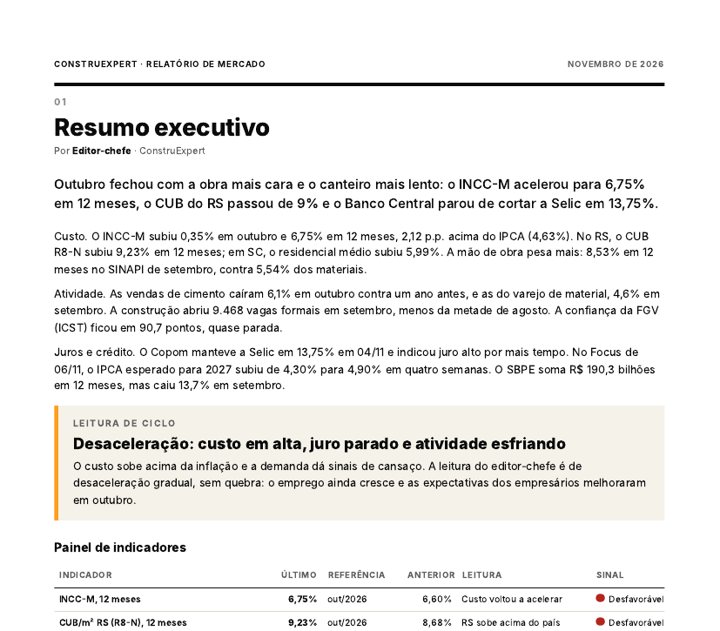 CONSTRUEXPERT · RELATÓRIO DE MERCADO
NOVEMBRO DE 2026
01
Resumo executivo
Por Editor-chefe · ConstruExpert
Outubro fechou com a obra mais cara e o canteiro mais lento: o INCC-M acelerou para 6,75%
em 12 meses, o CUB do RS passou de 9% e o Banco Central parou de cortar a Selic em 13,75%.
Custo. O INCC-M subiu 0,35% em outubro e 6,75% em 12 meses, 2,12 p.p. acima do IPCA (4,63%). No RS, o CUB
R8-N subiu 9,23% em 12 meses; em SC, o residencial médio subiu 5,99%. A mão de obra pesa mais: 8,53% em 12
meses no SINAPI de setembro, contra 5,54% dos materiais.
Atividade. As vendas de cimento caíram 6,1% em outubro contra um ano antes, e as do varejo de material, 4,6% em
setembro. A construção abriu 9.468 vagas formais em setembro, menos da metade de agosto. A confiança da FGV
(ICST) ficou em 90,7 pontos, quase parada.
Juros e crédito. O Copom manteve a Selic em 13,75% em 04/11 e indicou juro alto por mais tempo. No Focus de
06/11, o IPCA esperado para 2027 subiu de 4,30% para 4,90% em quatro semanas. O SBPE soma R$ 190,3 bilhões
em 12 meses, mas caiu 13,7% em setembro.
LEITURA DE CICLO
Desaceleração: custo em alta, juro parado e atividade esfriando
O custo sobe acima da inflação e a demanda dá sinais de cansaço. A leitura do editor-chefe é de
desaceleração gradual, sem quebra: o emprego ainda cresce e as expectativas dos empresários melhoraram
em outubro.
Painel de indicadores
INDICADOR ÚLTIMO REFERÊNCIA ANTERIOR LEITURA SINAL
INCC-M, 12 meses 6,75% out/2026 6,60% Custo voltou a acelerar Desfavorável
CUB/m² RS (R8-N), 12 meses 9,23% out/2026 8,68% RS sobe acima do país Desfavorável